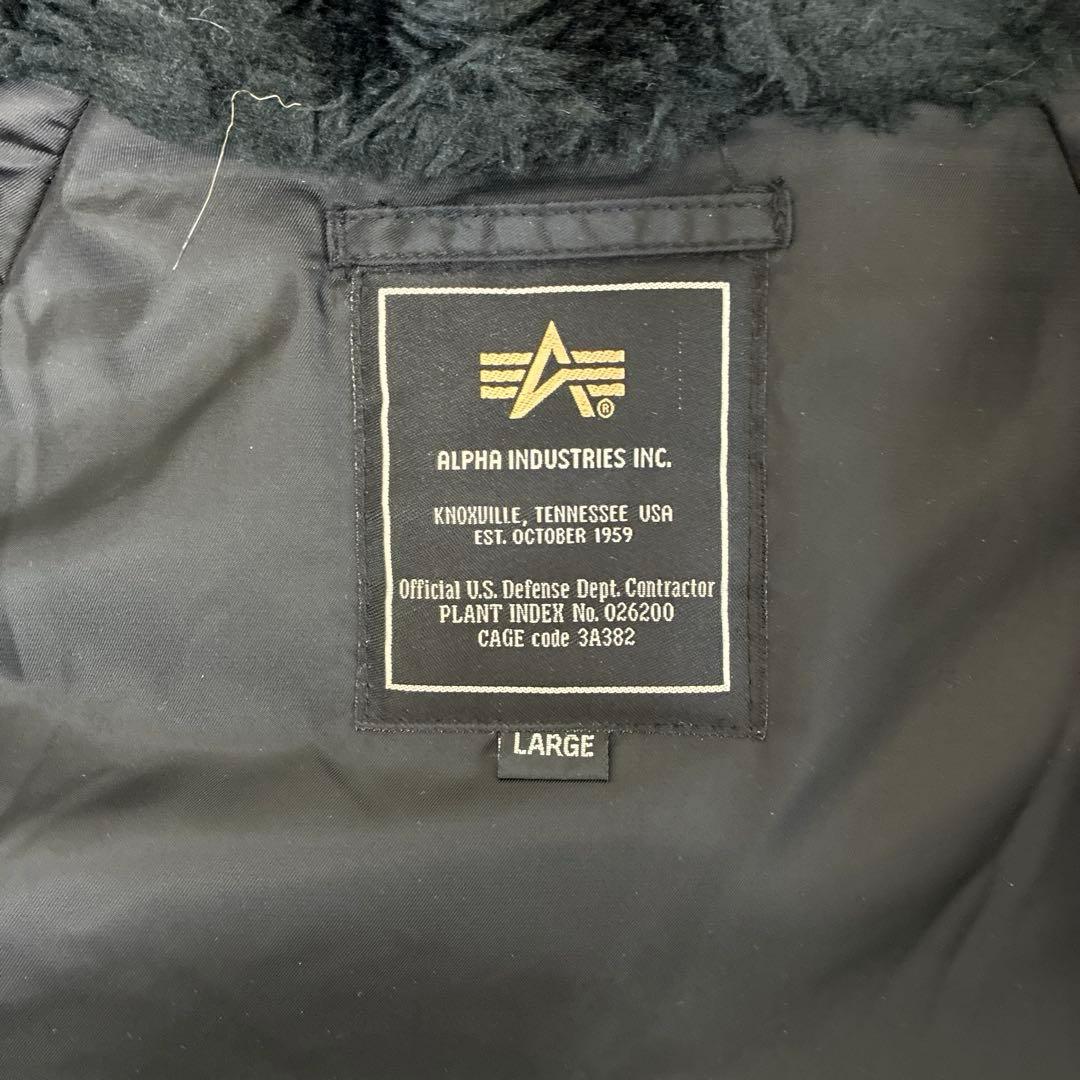 ®
ALPHA INDUSTRIES INC.
KNOXVILLE, TENNESSEE USA
EST. OCTOBER 1959
Official U.S. Defense Dept. Contractor
PLANT INDEX No. 026200
CAGE code 3A382
LARGE